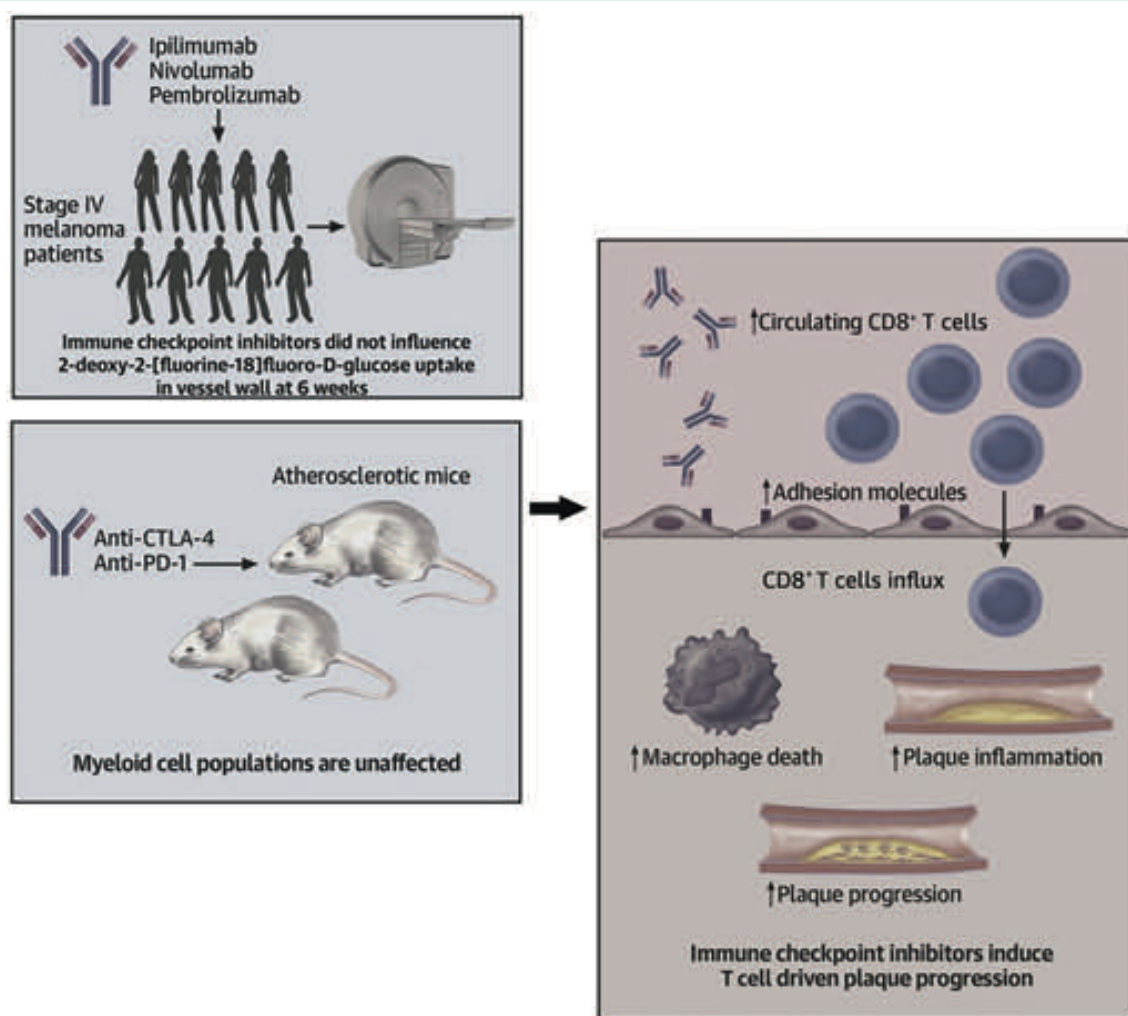 Ipilimumab
Nivolumab
Pembrolizumab
Stage IV
melanoma
patients
Immune checkpoint inhibitors did not influence
2-deoxy-2-[fluorine-18]fluoro-D-glucose uptake
in vessel wall at 6 weeks
Atherosclerotic mice
Anti-CTLA-4
Anti-PD-1
Myeloid cell populations are unaffected
↑Circulating CD8⁺ T cells
↑Adhesion molecules
CD8⁺ T cells influx
↑Macrophage death
↑Plaque inflammation
↑Plaque progression
Immune checkpoint inhibitors induce
T cell driven plaque progression